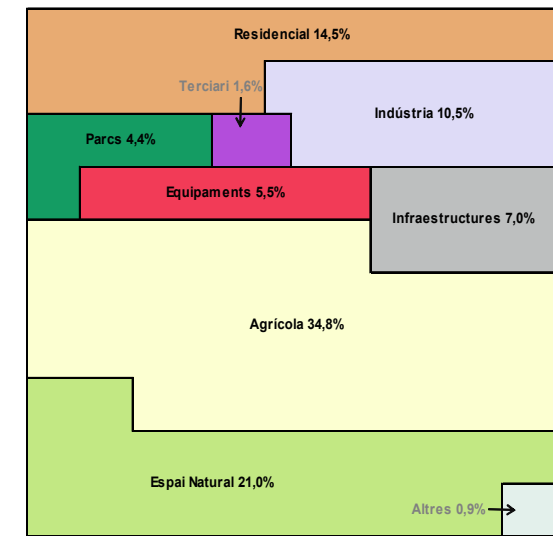 Residencial 14,5%
Terciari 1,6%
Indústria 10,5%
Parcs 4,4%
Equipaments 5,5%
Infraestructures 7,0%
Agrícola 34,8%
Espai Natural 21,0%
Altres 0,9%